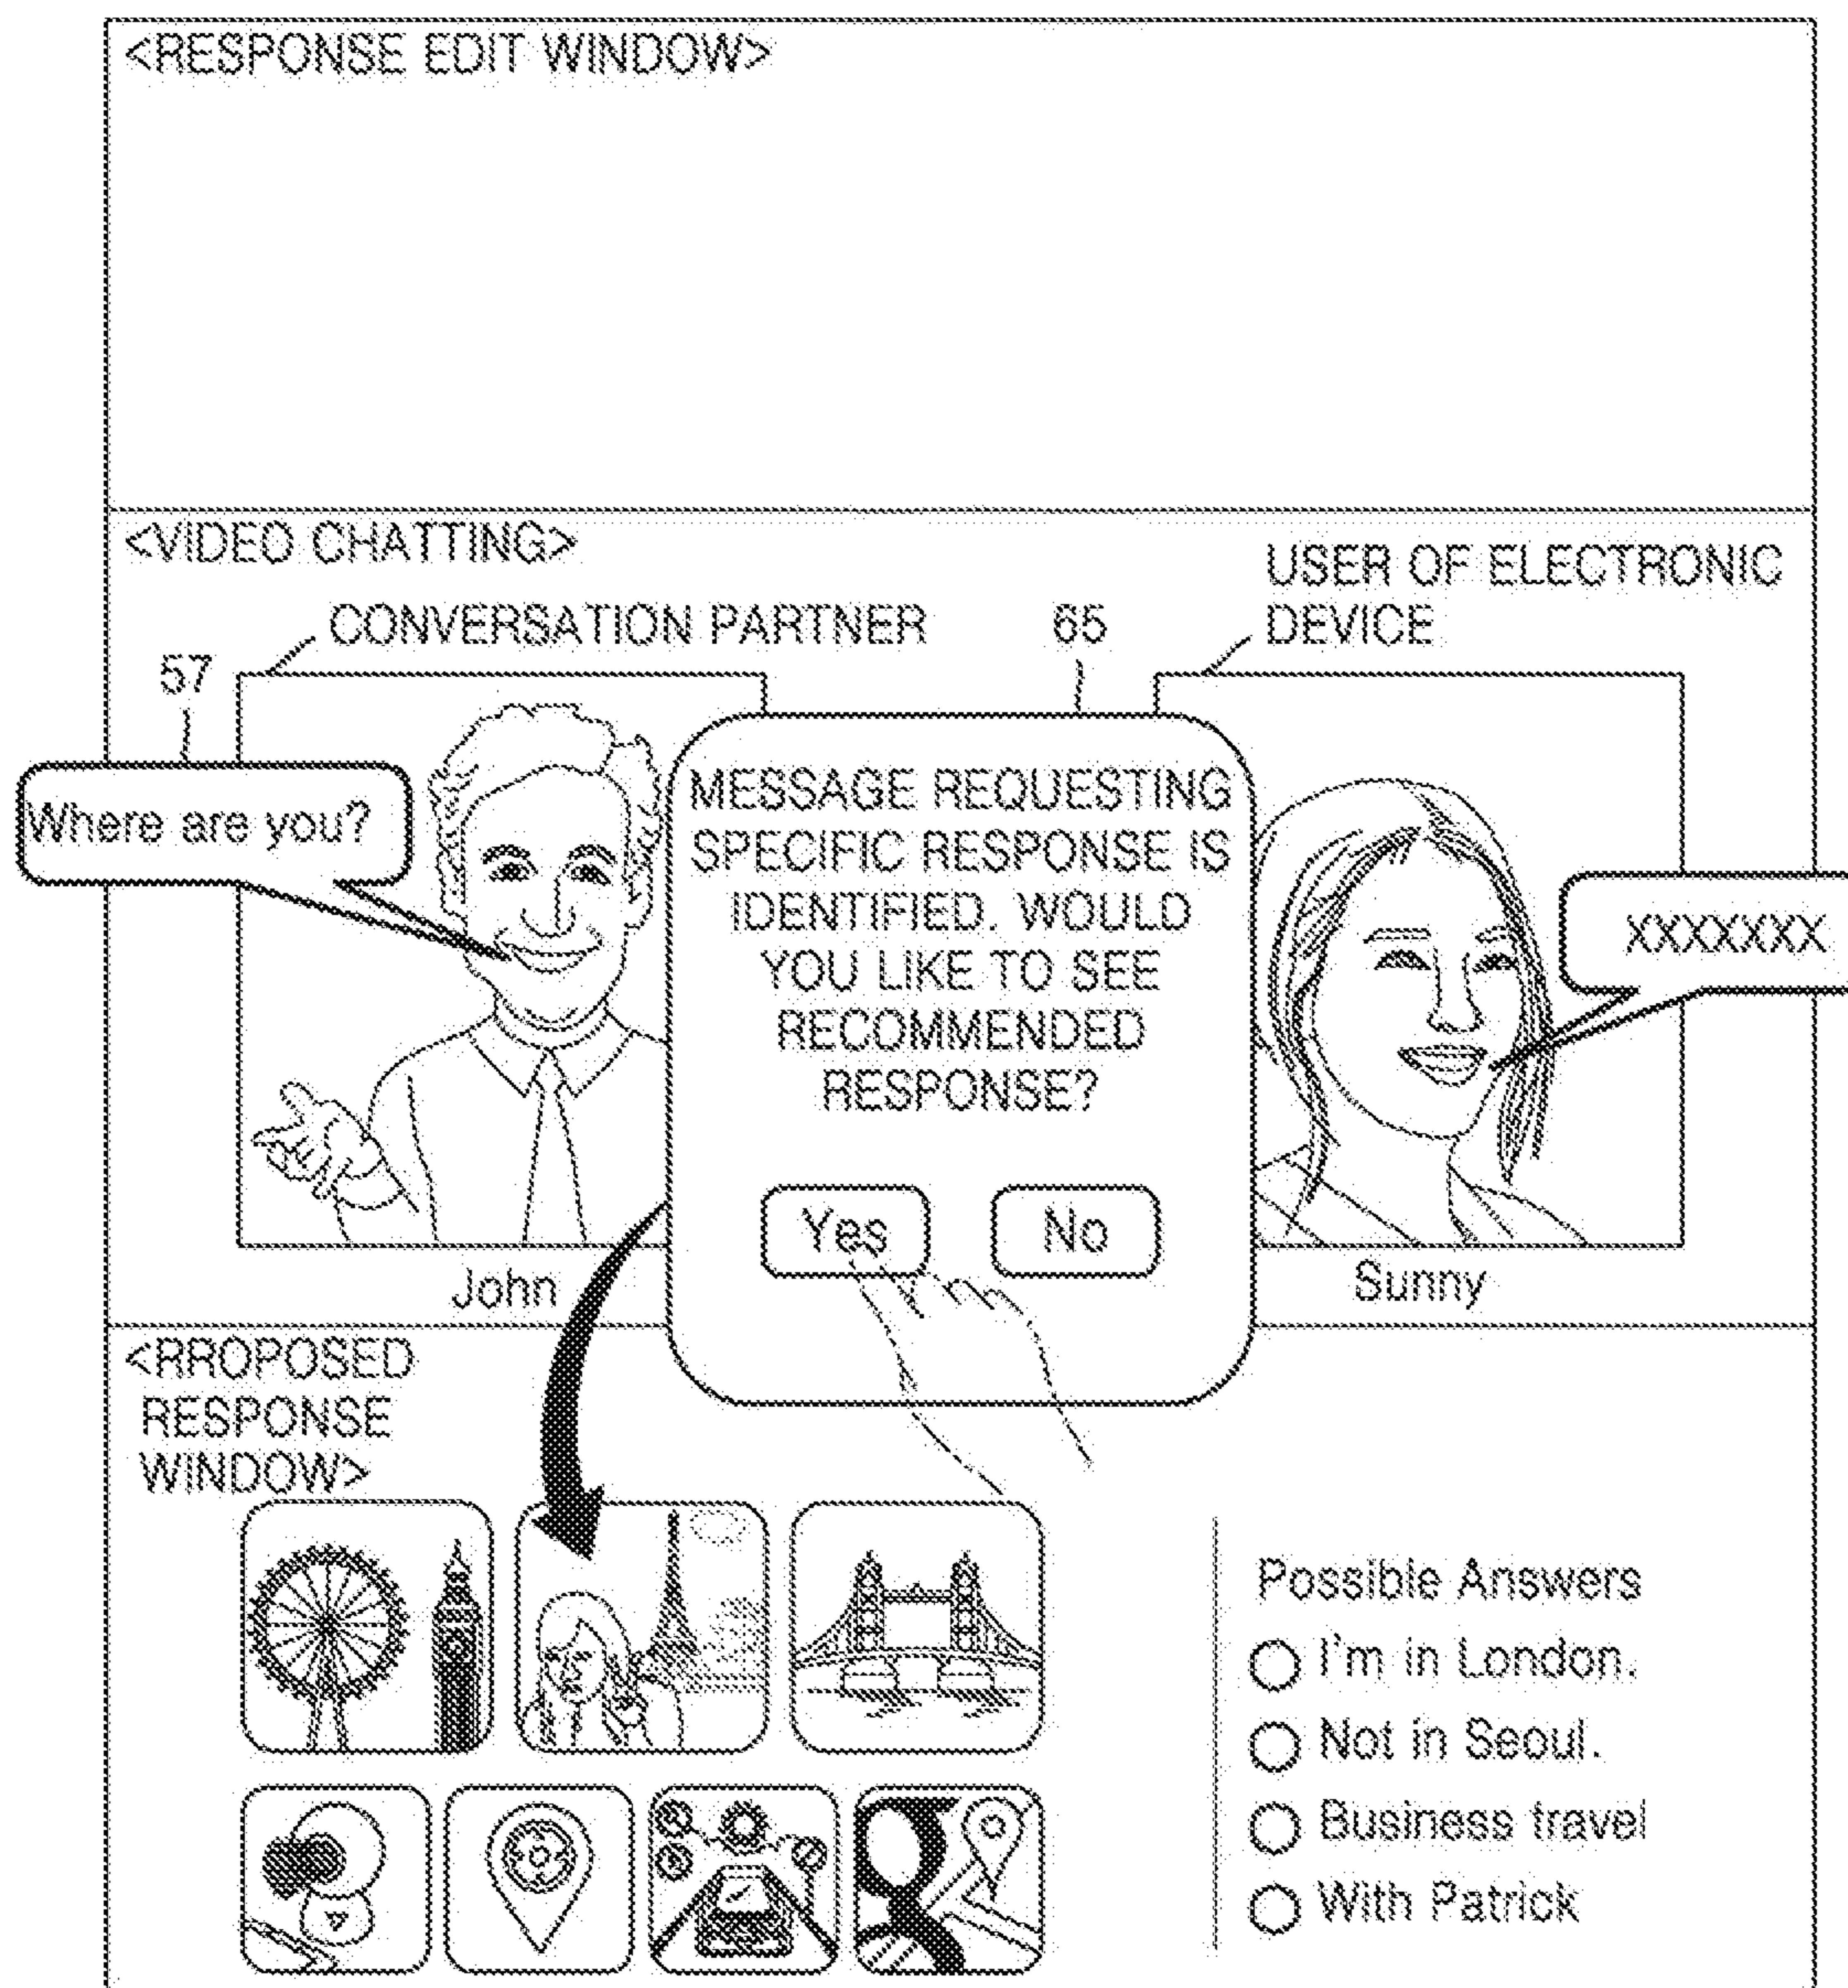 <RESPONSE EDIT WINDOW>
<VIDEO CHATTING>
USER OF ELECTRONIC
DEVICE
CONVERSATION PARTNER
65
57
Where are you?
MESSAGE REQUESTING
SPECIFIC RESPONSE IS
IDENTIFIED. WOULD
YOU LIKE TO SEE
RECOMMENDED
RESPONSE?
Yes
No
XXXXXXX
John
Sunny
<RROPOSED
RESPONSE
WINDOW>
Possible Answers
I'm in London.
Not in Seoul.
Business travel
With Patrick